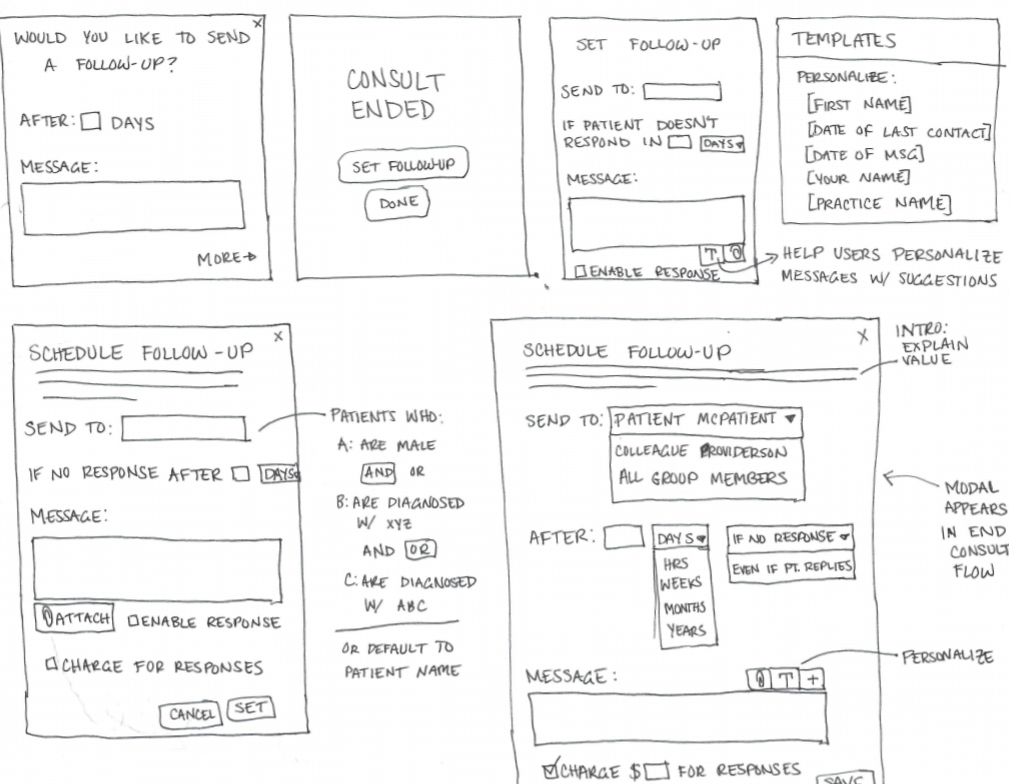 WOULD YOU LIKE TO SEND
A FOLLOW-UP?
X
AFTER: DAYS
MESSAGE:
MORE →
CONSULT
ENDED
SET FOLLOW-UP
DONE
SET FOLLOW-UP
SEND TO:
IF PATIENT DOESN'T
RESPOND IN DAYS ▾
MESSAGE:
T
ENABLE RESPONSE
TEMPLATES
PERSONALIZE:
[FIRST NAME]
[DATE OF LAST CONTACT]
[DATE OF MSG]
[YOUR NAME]
[PRACTICE NAME]
→ HELP USERS PERSONALIZE
MESSAGES W/ SUGGESTIONS
SCHEDULE FOLLOW-UP
X
SEND TO:
IF NO RESPONSE AFTER DAYS
MESSAGE:
ATTACH ENABLE RESPONSE
CHARGE FOR RESPONSES
CANCEL SET
PATIENTS WHO:
A: ARE MALE
AND OR
B: ARE DIAGNOSED
W/ XYZ
AND OR
C: ARE DIAGNOSED
W/ ABC
OR DEFAULT TO
PATIENT NAME
SCHEDULE FOLLOW-UP
X
SEND TO: PATIENT MCPATIENT ▾
COLLEAGUE PROVIDERSON
ALL GROUP MEMBERS
AFTER: DAYS ▾ IF NO RESPONSE ▾
HRS
WEEKS
MONTHS
YEARS
EVEN IF PT. REPLIES
MESSAGE:
T +
CHARGE $ FOR RESPONSES
SAVE
INTRO:
EXPLAIN
VALUE
MODAL
APPEARS
IN END
CONSULT
FLOW
PERSONALIZE